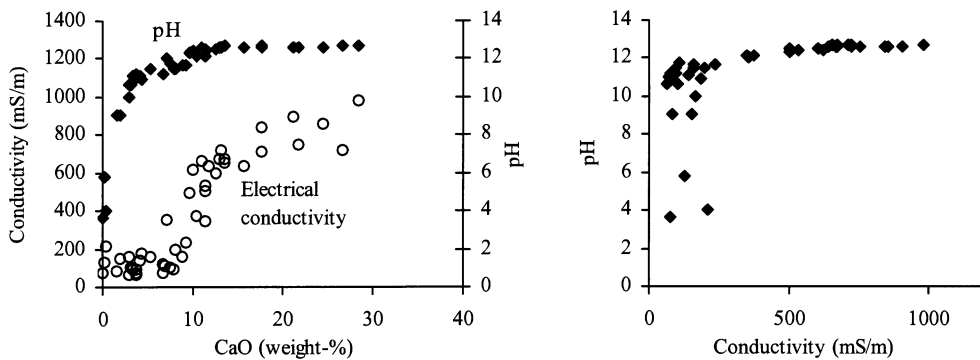 1400
1200
1000
800
600
400
200
0
Conductivity (mS/m)
pH
Electrical
conductivity
14
12
10
8
6
4
2
0
pH
0 10 20 30 40
CaO (weight-%)
14
12
10
8
6
4
2
0
pH
0 500 1000
Conductivity (mS/m)